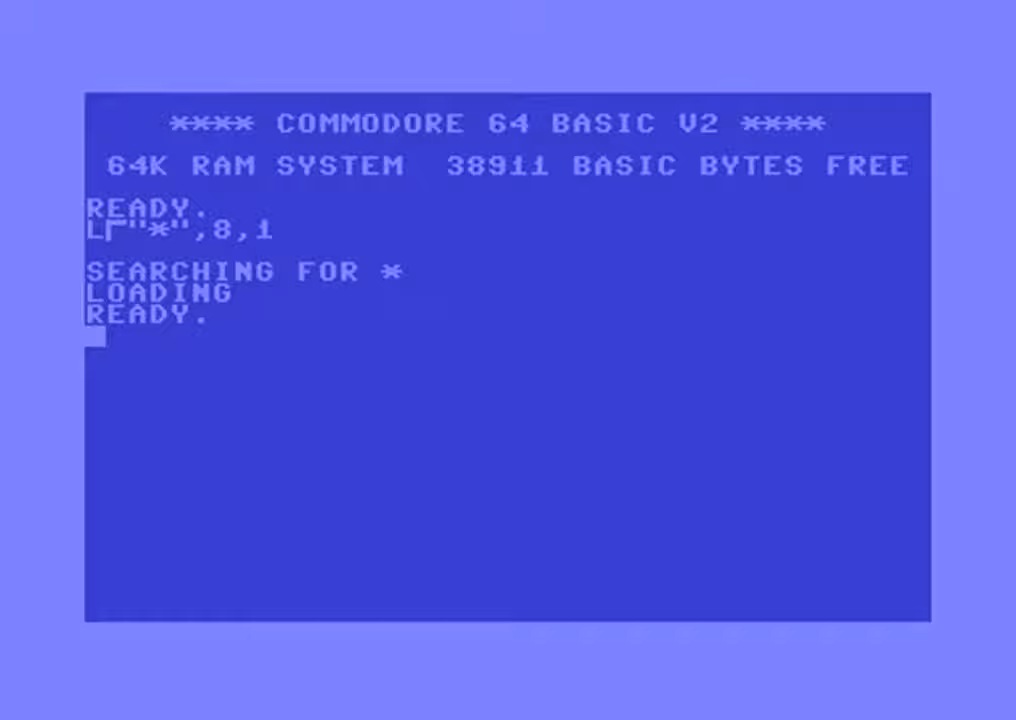 **** COMMODORE 64 BASIC V2 ****
64K RAM SYSTEM  38911 BASIC BYTES FREE
READY.
L┌"*",8,1
SEARCHING FOR *
LOADING
READY.